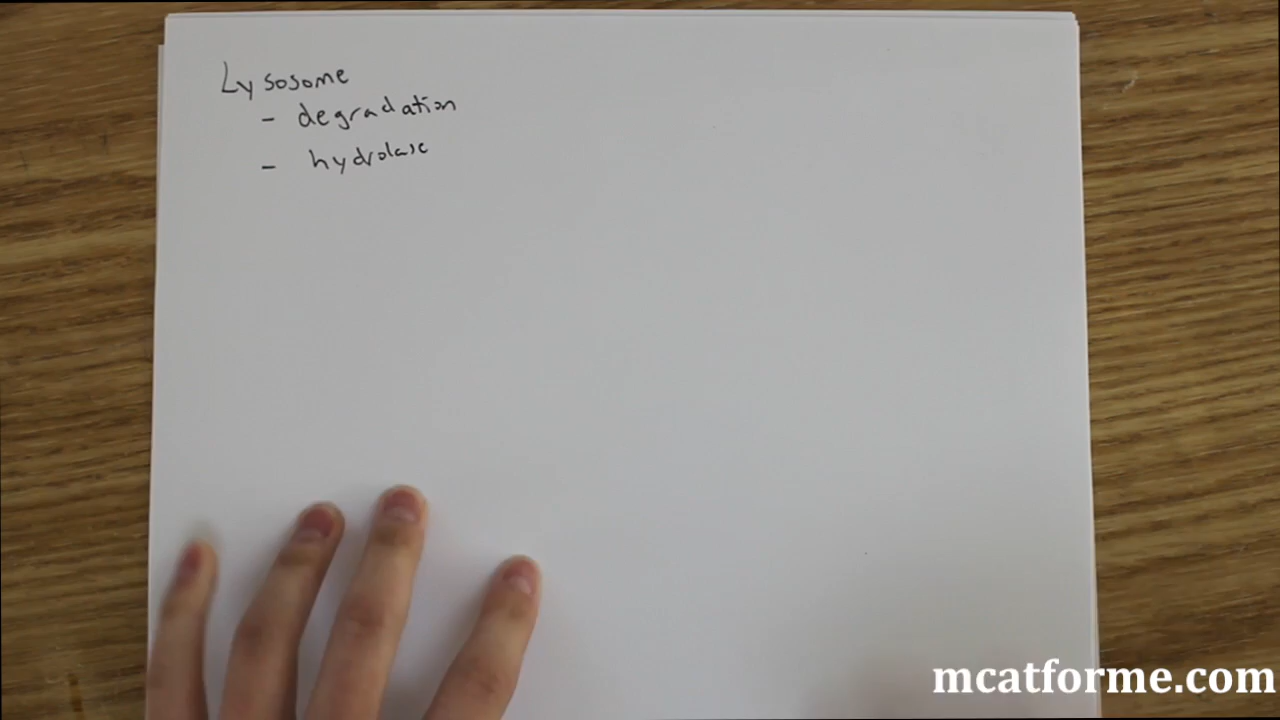 Lysosome
- degradation
- hydrolase
mcatforme.com